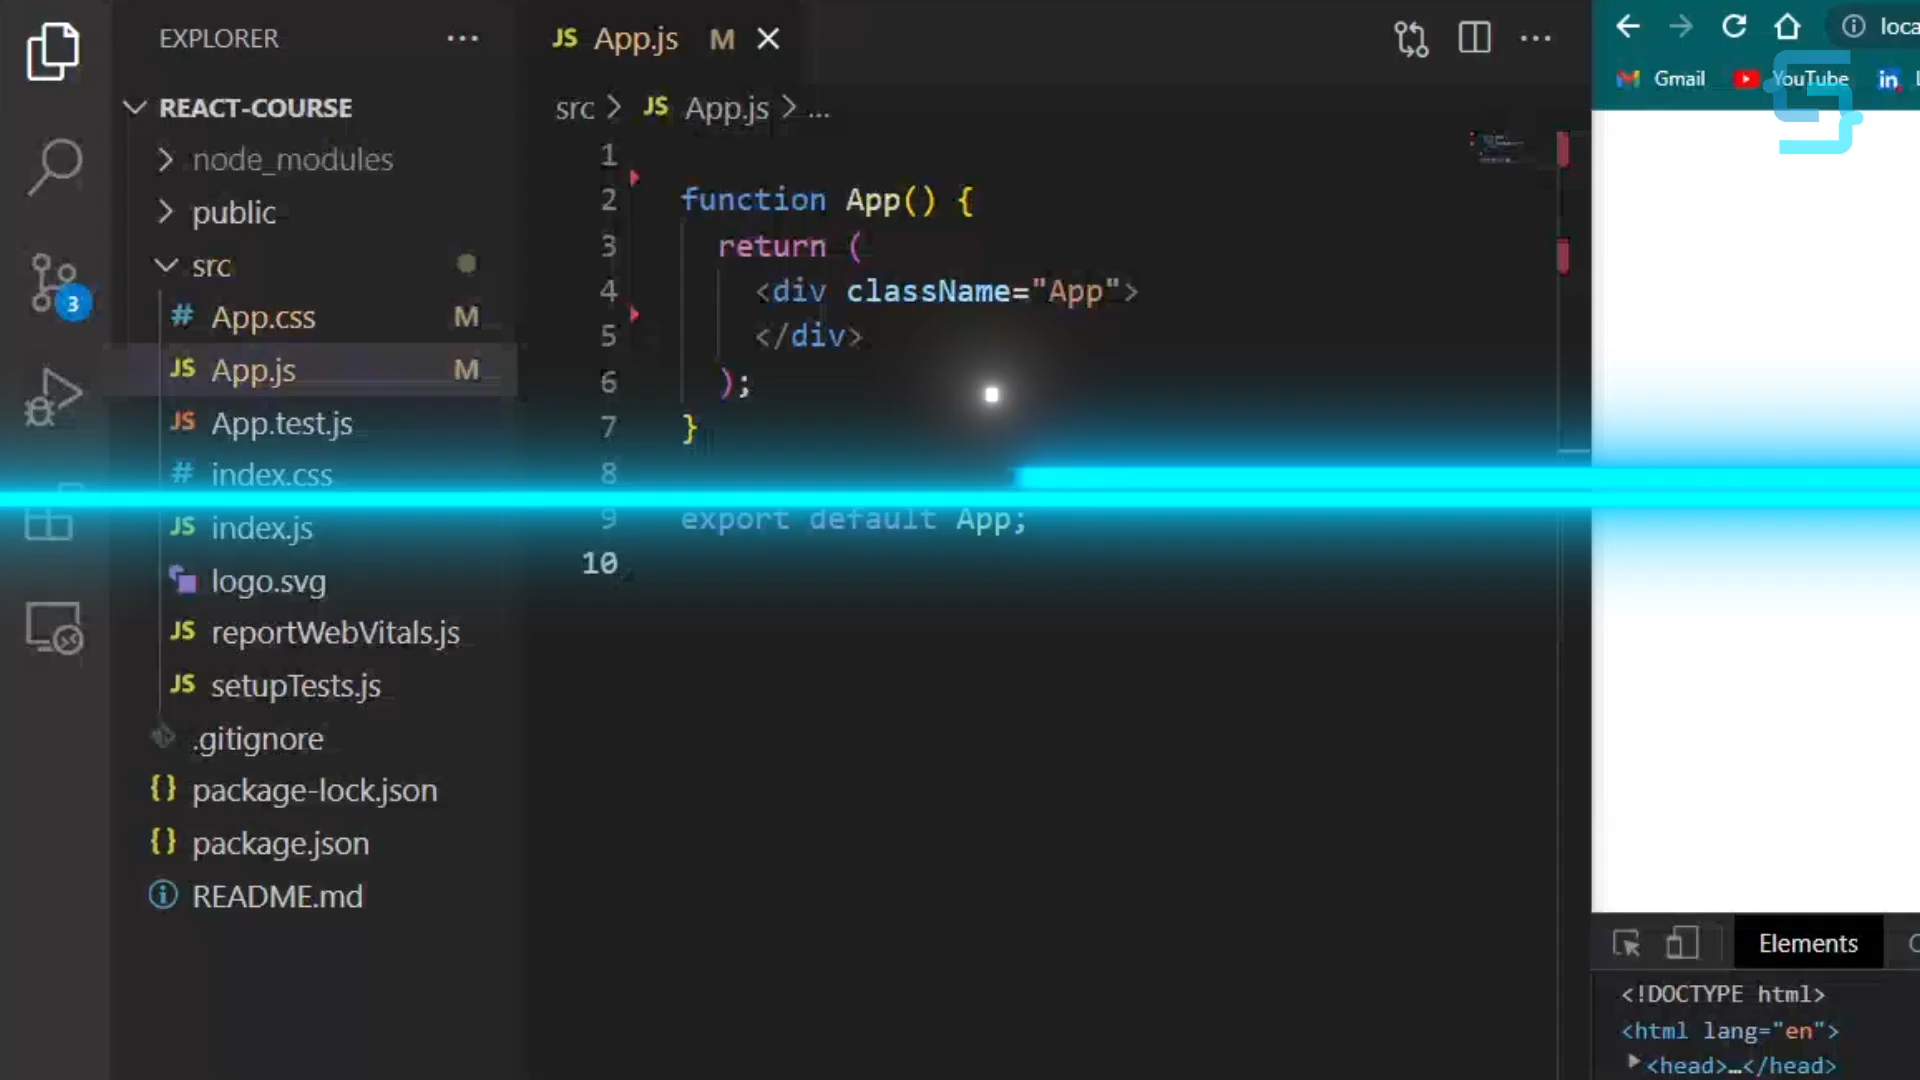 EXPLORER
REACT-COURSE
node_modules
public
src
# App.css M
JS App.js M
JS App.test.js
# index.css
JS index.js
logo.svg
JS reportWebVitals.js
JS setupTests.js
.gitignore
{} package-lock.json
{} package.json
README.md
3
JS App.js M
src > JS App.js > ...
1
2 function App() {
3 return (
4 <div className="App">
5 </div>
6 );
7 }
8
9 export default App;
10
loca
Gmail YouTube in
Elements
<!DOCTYPE html>
<html lang="en">
<head>…</head>